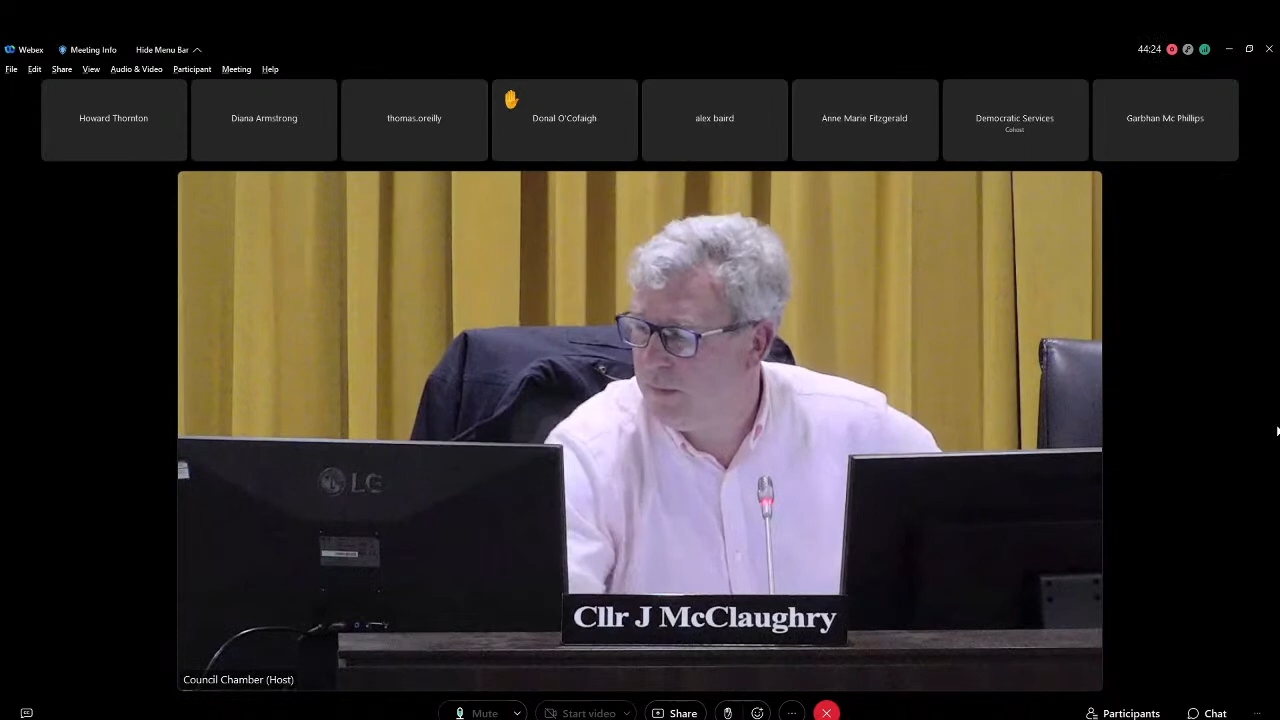 Webex
Meeting Info
Hide Menu Bar
44:24
File
Edit
Share
View
Audio & Video
Participant
Meeting
Help
Howard Thornton
Diana Armstrong
thomas.oreilly
Donal O'Cofaigh
alex baird
Anne Marie Fitzgerald
Democratic Services
Cohost
Garbhan Mc Phillips
LG
Cllr J McClaughry
Council Chamber (Host)
Mute
Start video
Share
Participants
Chat